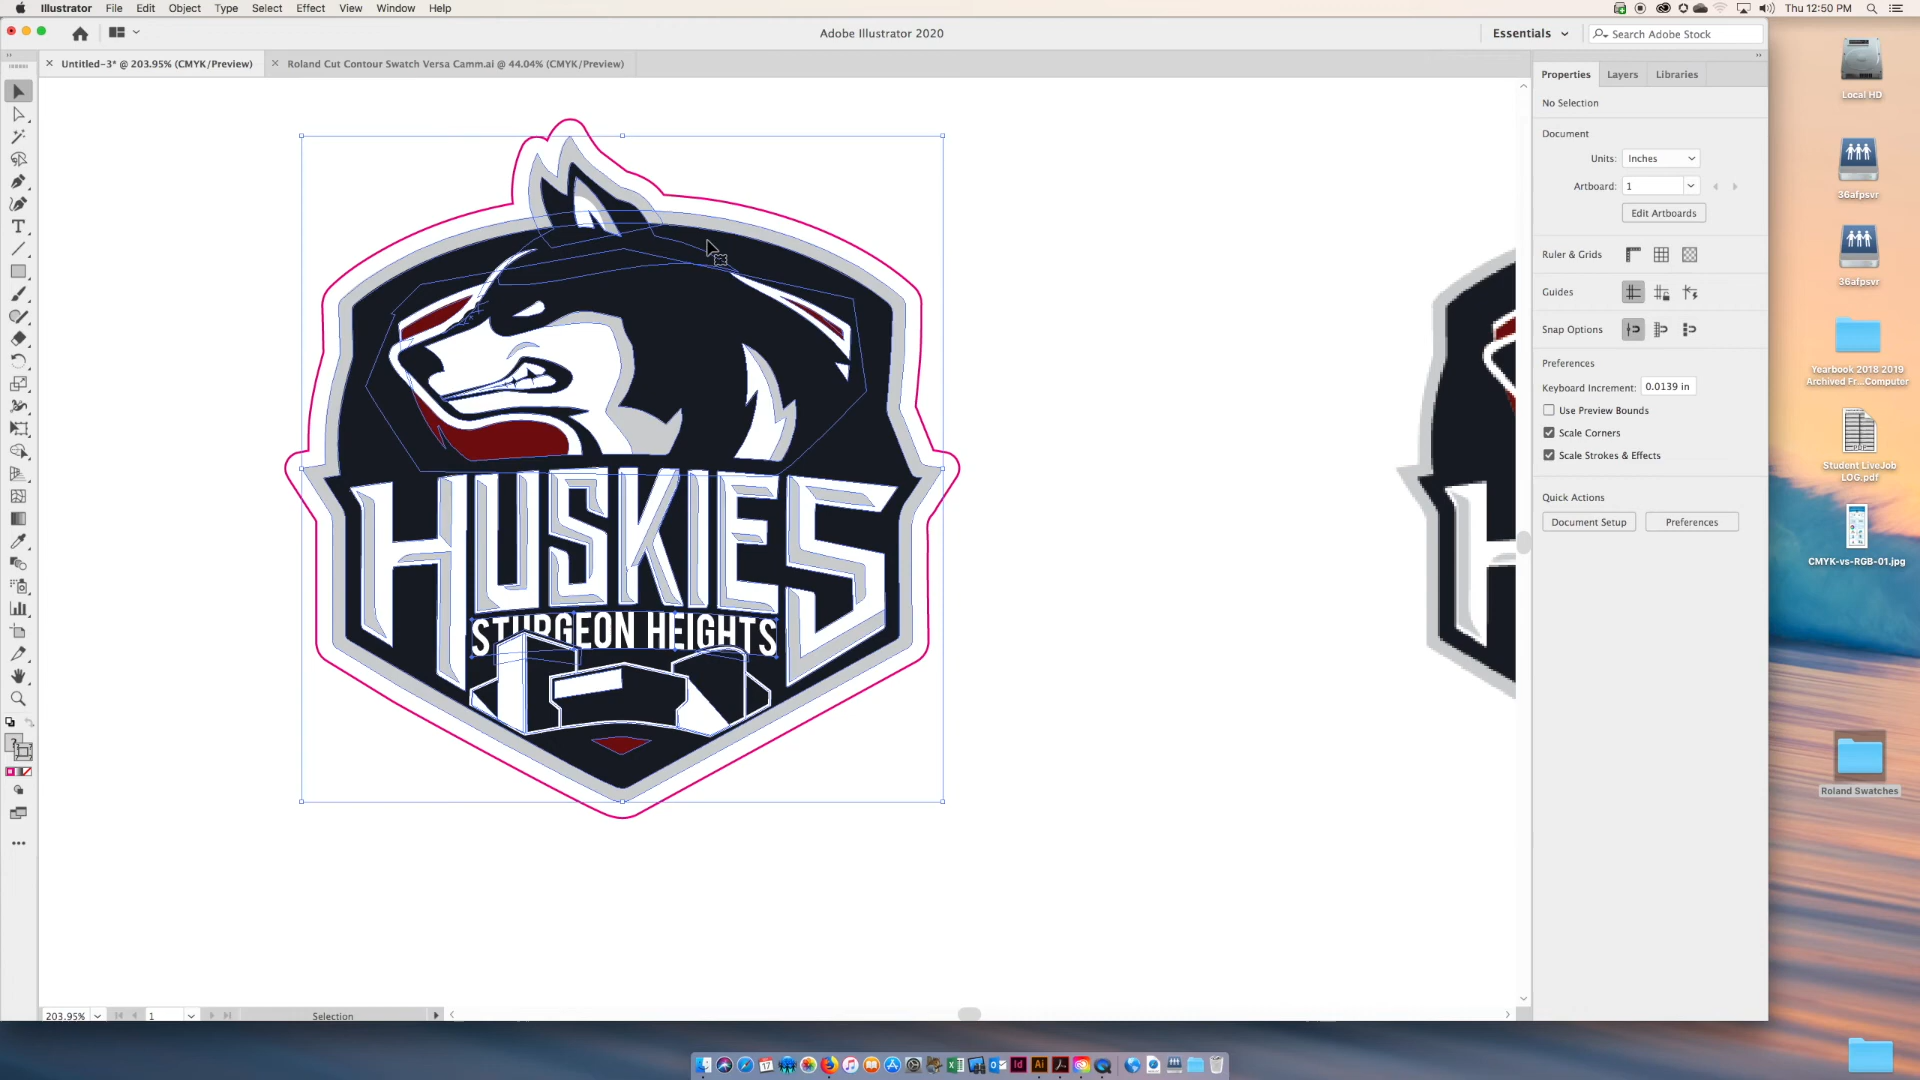 Illustrator File Edit Object Type Select Effect View Window Help
Thu 12:50 PM
Adobe Illustrator 2020
Essentials
Search Adobe Stock
Untitled-3* @ 203.95% (CMYK/Preview)
Roland Cut Contour Swatch Versa Camm.ai @ 44.04% (CMYK/Preview)
Properties Layers Libraries
No Selection
Document
Units: Inches
Artboard: 1
Edit Artboards
Ruler & Grids
Guides
Snap Options
Preferences
Keyboard Increment: 0.0139 in
Use Preview Bounds
Scale Corners
Scale Strokes & Effects
Quick Actions
Document Setup Preferences
HUSKIES
STURGEON HEIGHTS
H
203.95% 1 Selection
Local HD
36afpsvr
36afpsvr
Yearbook 2018 2019
Archived Fr...Computer
Student LiveJob
LOG.pdf
CMYK-vs-RGB-01.jpg
Roland Swatches